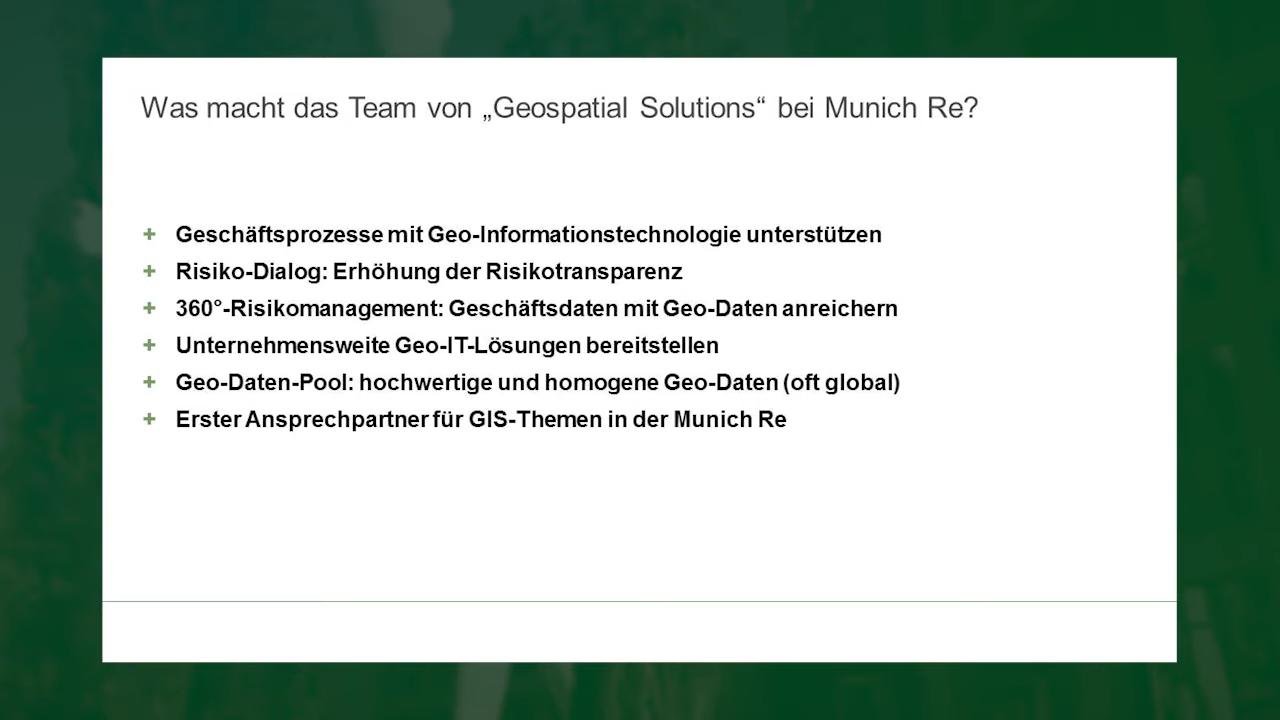 Was macht das Team von „Geospatial Solutions“ bei Munich Re?
+ Geschäftsprozesse mit Geo-Informationstechnologie unterstützen
+ Risiko-Dialog: Erhöhung der Risikotransparenz
+ 360°-Risikomanagement: Geschäftsdaten mit Geo-Daten anreichern
+ Unternehmensweite Geo-IT-Lösungen bereitstellen
+ Geo-Daten-Pool: hochwertige und homogene Geo-Daten (oft global)
+ Erster Ansprechpartner für GIS-Themen in der Munich Re